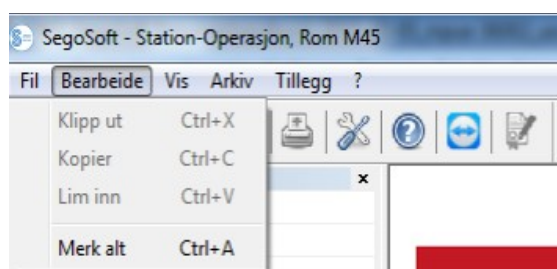 SegoSoft - Station-Operasjon, Rom M45
Fil Bearbeide Vis Arkiv Tillegg ?
Klipp ut Ctrl+X
Kopier Ctrl+C
Lim inn Ctrl+V
Merk alt Ctrl+A